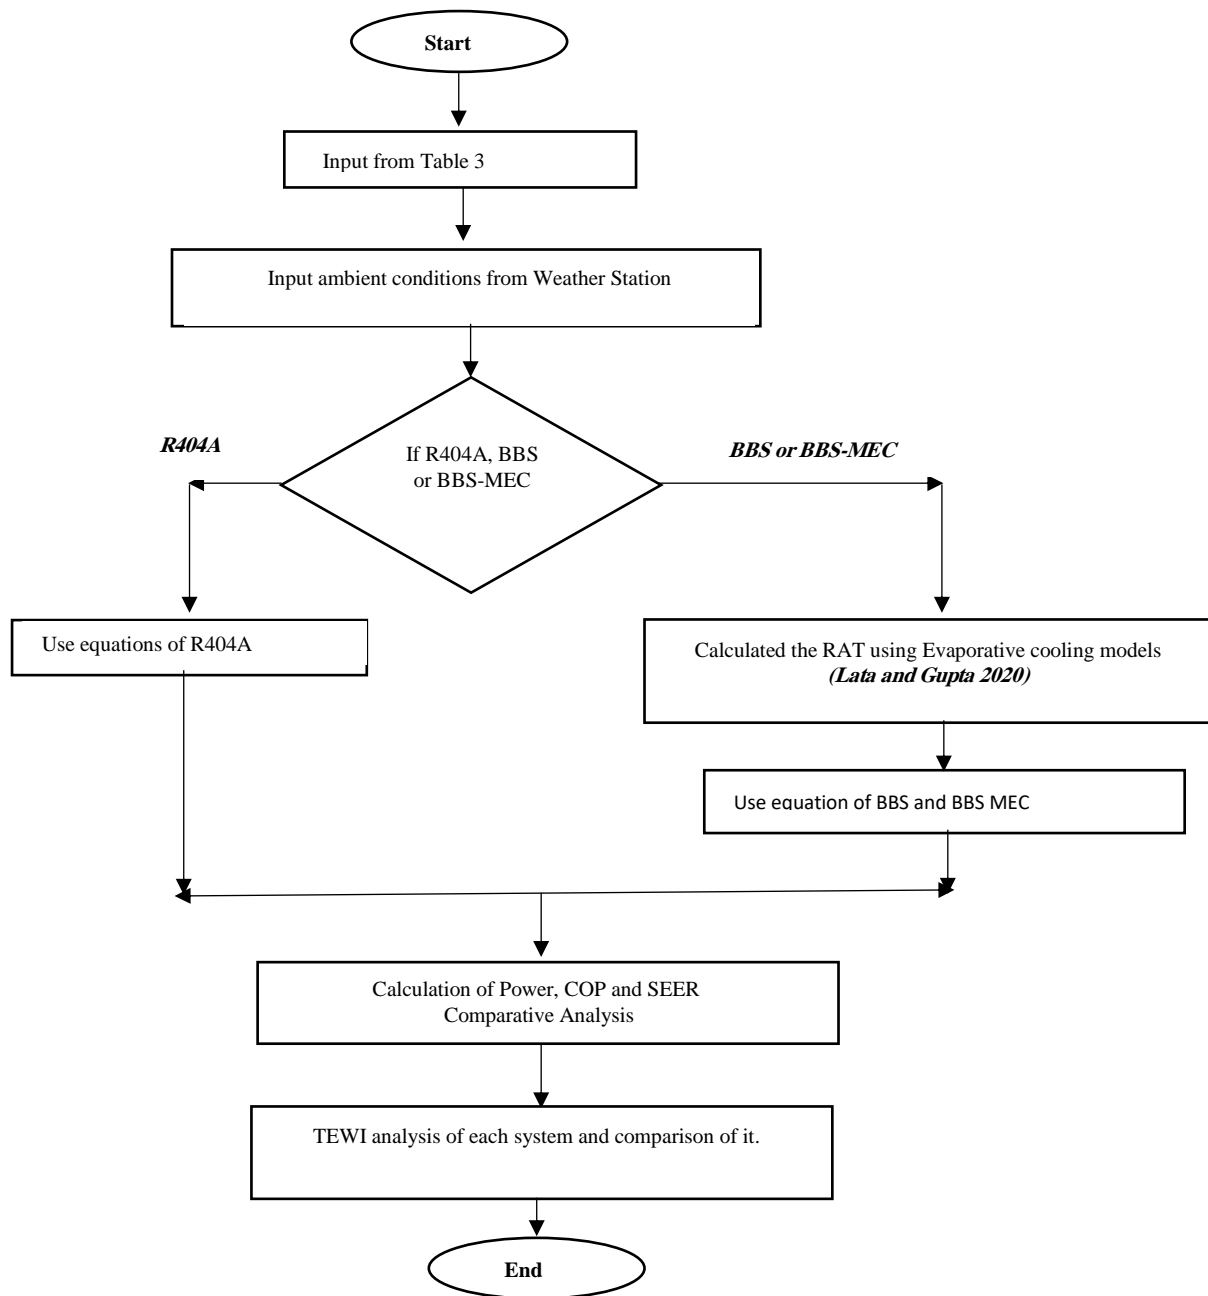 Start
Input from Table 3
Input ambient conditions from Weather Station
R404A
If R404A, BBS
or BBS-MEC
BBS or BBS-MEC
Use equations of R404A
Calculated the RAT using Evaporative cooling models
(Lata and Gupta 2020)
Use equation of BBS and BBS MEC
Calculation of Power, COP and SEER
Comparative Analysis
TEWI analysis of each system and comparison of it.
End